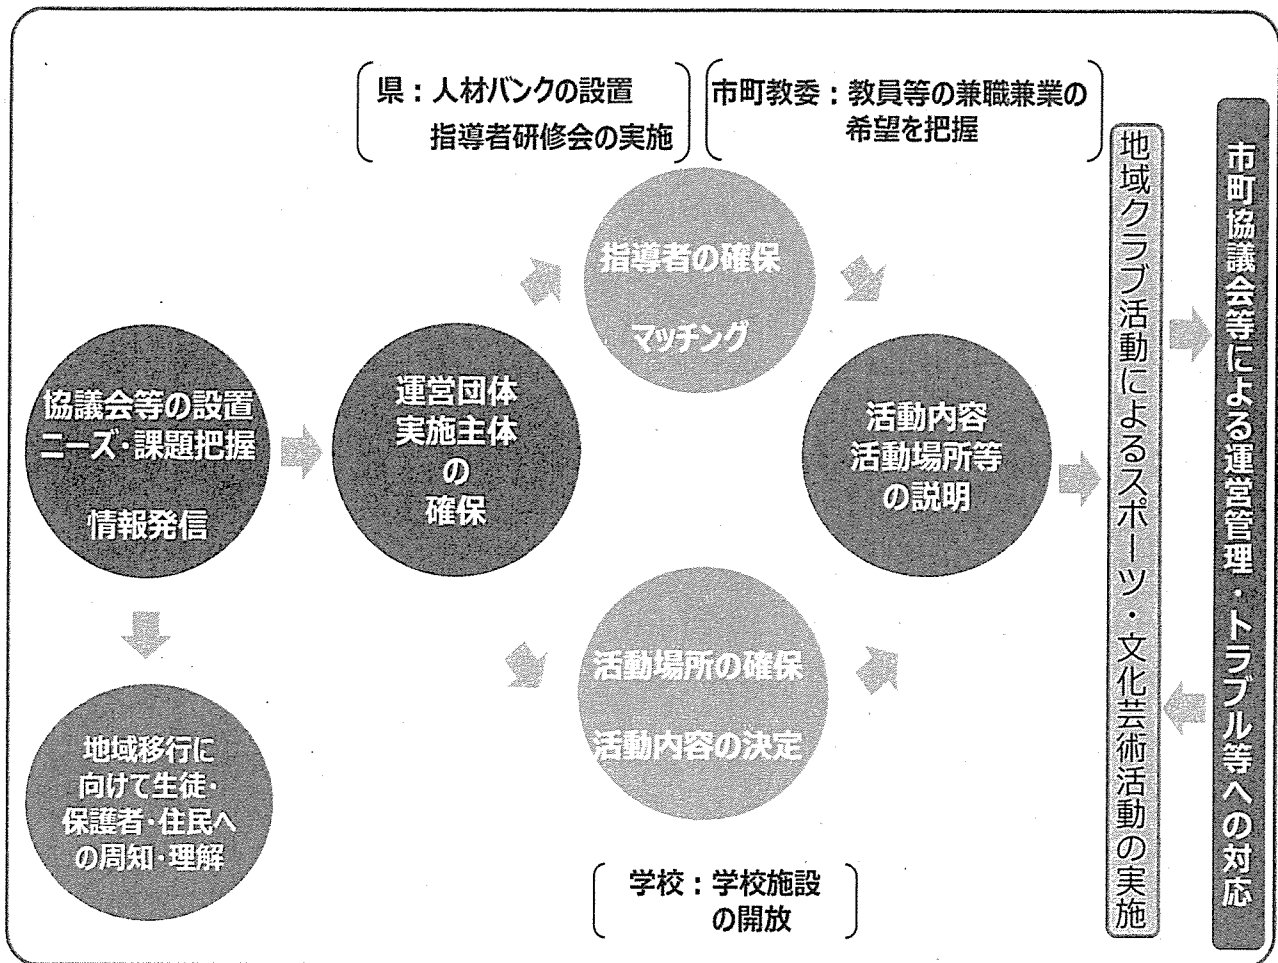 県：人材バンクの設置
指導者研修会の実施
市町教委：教員等の兼職兼業の
希望を把握
指導者の確保
マッチング
協議会等の設置
ニーズ・課題把握
情報発信
運営団体
実施主体
の
確保
活動内容
活動場所等
の説明
活動場所の確保
活動内容の決定
地域移行に
向けて生徒・
保護者・住民へ
の周知・理解
学校：学校施設
の開放
地域クラブ活動によるスポーツ・文化芸術活動の実施
市町協議会等による運営管理・トラブル等への対応